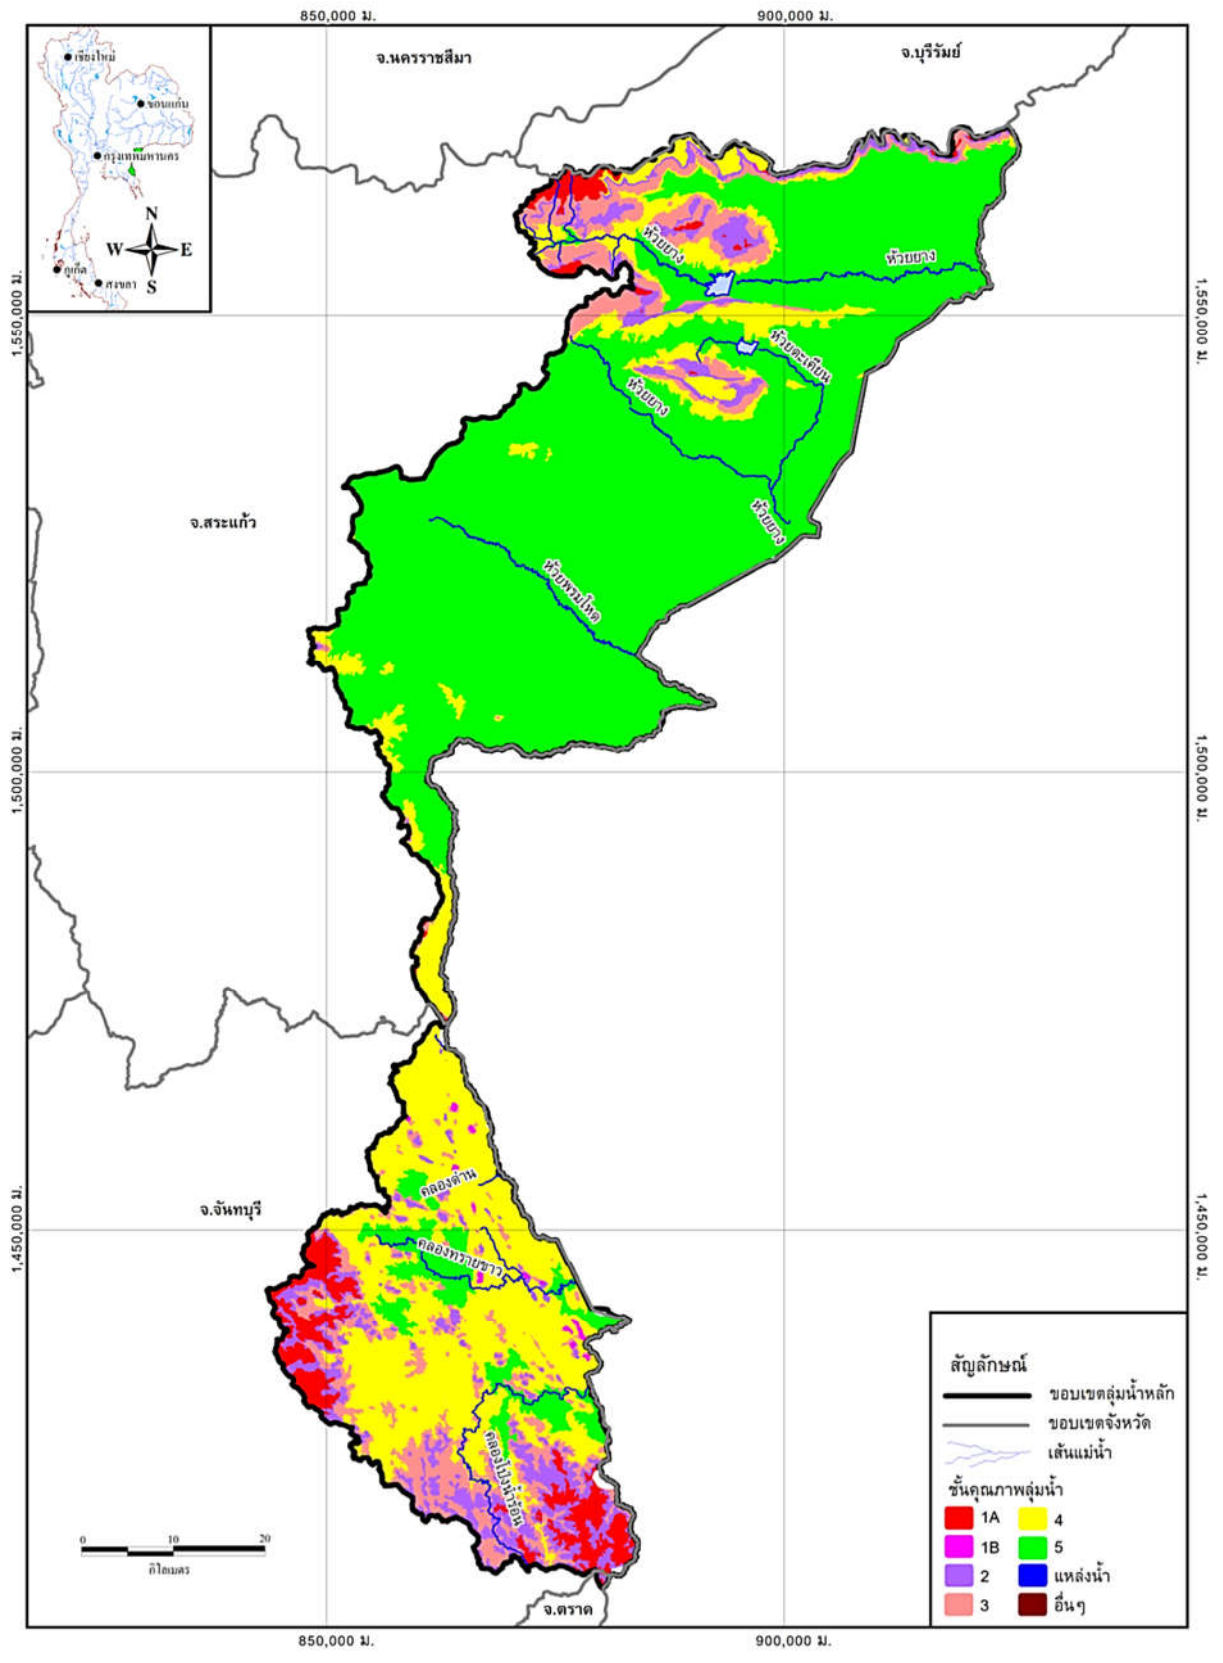 850,000 ม.
900,000 ม.
จ.นครราชสีมา
จ.บุรีรัมย์
เชียงใหม่
ขอนแก่น
กรุงเทพมหานคร
ภูเก็ต
สงขลา
N
W
E
S
ห้วยยาง
ห้วยยาง
1,550,000 ม.
1,550,000 ม.
ห้วยตะเคียน
ห้วยยาง
จ.สระแก้ว
ห้วยยาง
ห้วยพรมโหด
1,500,000 ม.
1,500,000 ม.
คลองด่าน
จ.จันทบุรี
1,450,000 ม.
1,450,000 ม.
คลองทรายขาว
คลองโป่งน้ำร้อน
0 10 20
กิโลเมตร
จ.ตราด
สัญลักษณ์
ขอบเขตลุ่มน้ำหลัก
ขอบเขตจังหวัด
เส้นแม่น้ำ
ชั้นคุณภาพลุ่มน้ำ
1A 4
1B 5
2 แหล่งน้ำ
3 อื่นๆ
850,000 ม.
900,000 ม.